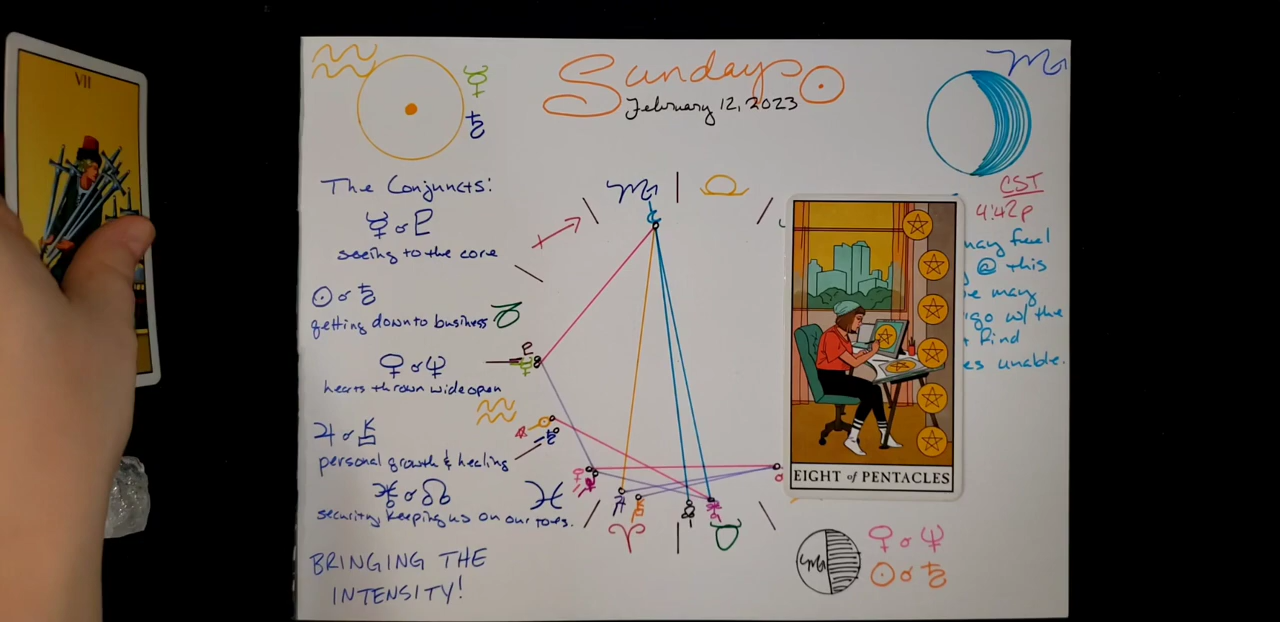 VII
Sundays
February 12, 2023
CST
4:42p
The Conjuncts:
seeing to the core
getting down to business
hearts thrown wide open
personal growth & healing
security keeping us on our toes.
BRINGING THE
INTENSITY!
may fuel
@ this
may
go w/ the
find
unable.
EIGHT of PENTACLES